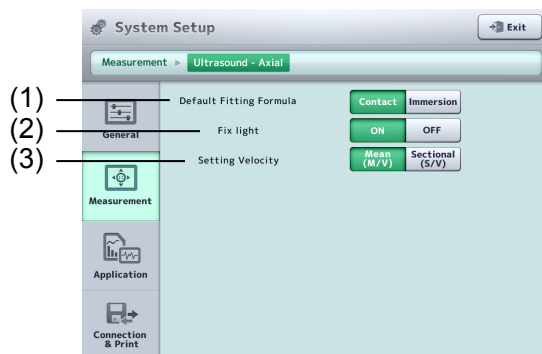 System Setup
Exit
Measurement Ultrasound - Axial
(1) Default Fitting Formula Contact Immersion
(2) Fix light ON OFF
(3) Setting Velocity Mean (M/V) Sectional (S/V)
General
Measurement
Application
Connection
& Print